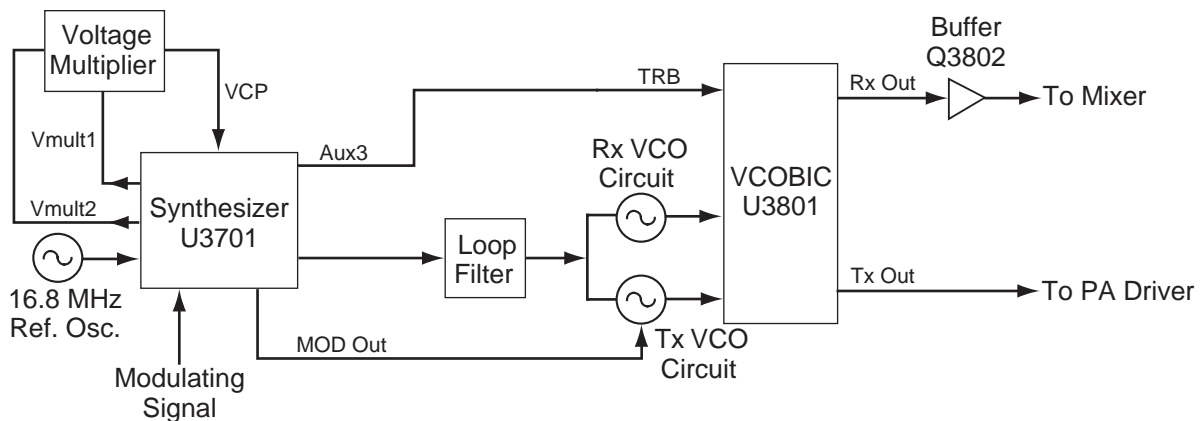 Voltage
Multiplier
VCP
Vmult1
Vmult2
16.8 MHz
Ref. Osc.
Synthesizer
U3701
Modulating
Signal
Aux3
TRB
MOD Out
Loop
Filter
Rx VCO
Circuit
Tx VCO
Circuit
VCOBIC
U3801
Rx Out
Buffer
Q3802
To Mixer
Tx Out
To PA Driver